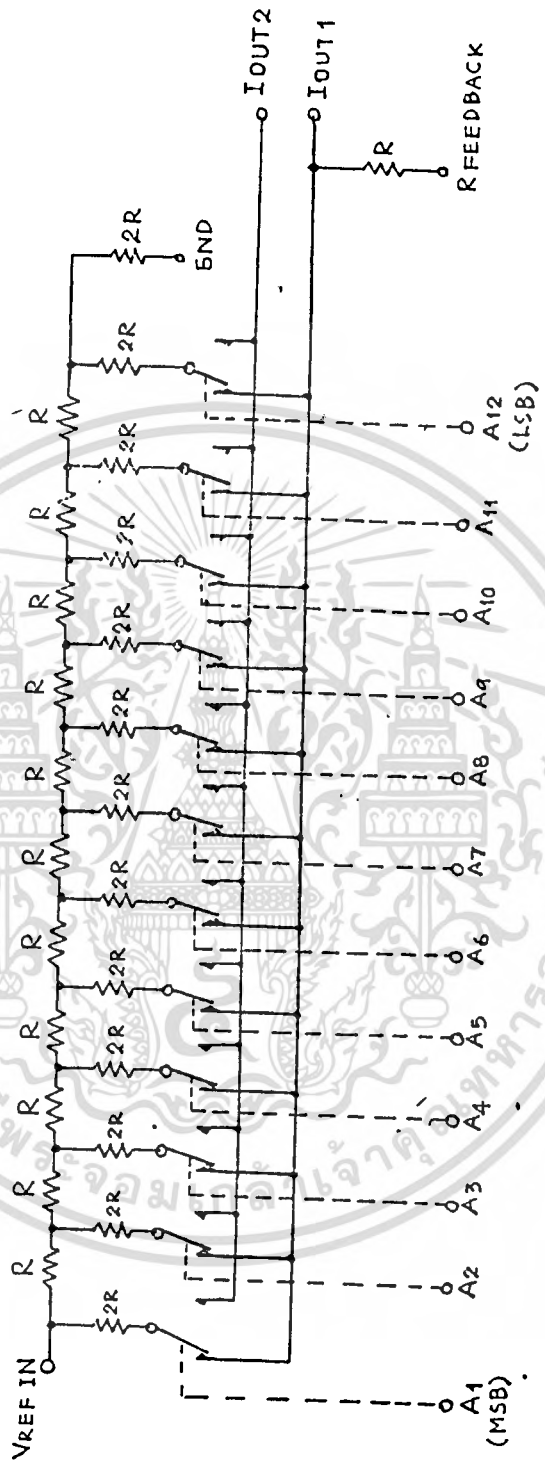 VREF IN
R
R
R
R
R
R
R
R
R
R
R
2R
2R
2R
2R
2R
2R
2R
2R
2R
2R
2R
2R
2R
GND
IOUT2
IOUT1
R
RFEEDBACK
A1
(MSB)
A2
A3
A4
A5
A6
A7
A8
A9
A10
A11
A12
(LSB)